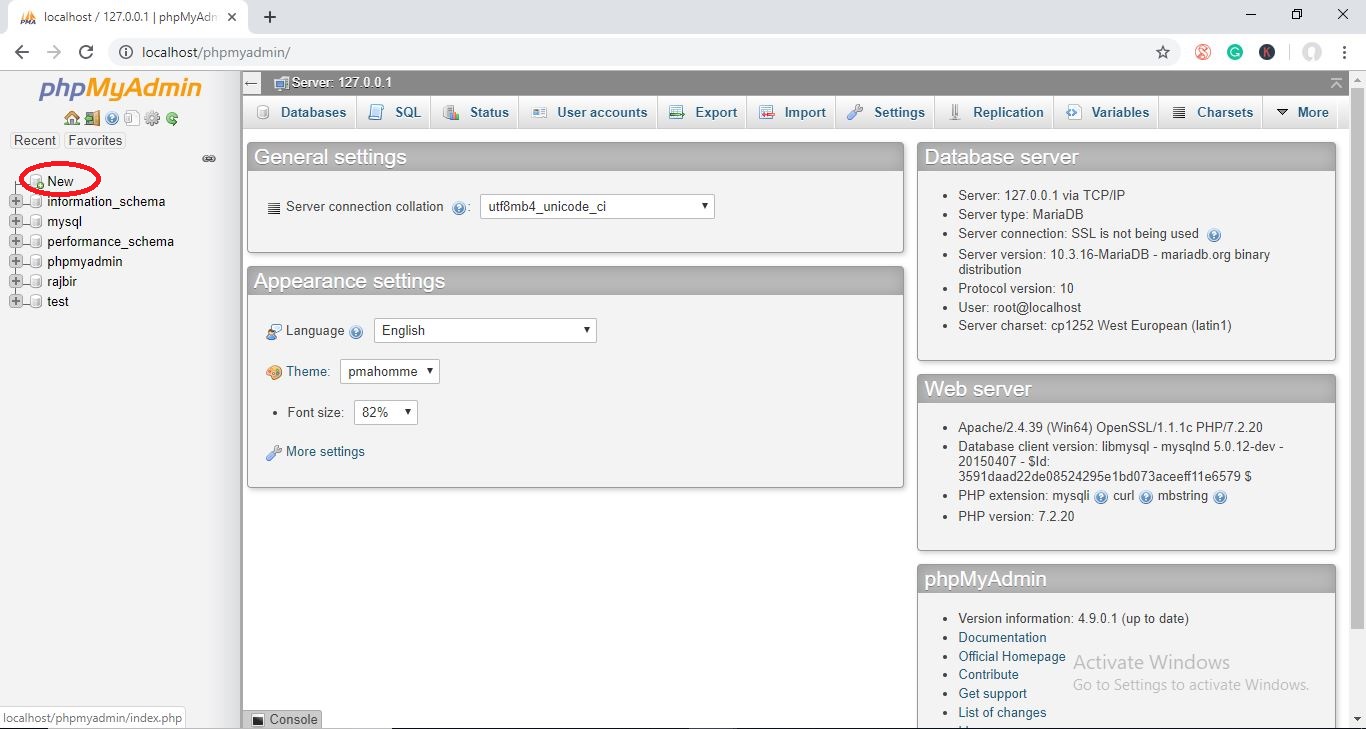 localhost / 127.0.0.1 | phpMyAdm
localhost/phpmyadmin/
phpMyAdmin
Recent Favorites
New
information_schema
mysql
performance_schema
phpmyadmin
rajbir
test
localhost/phpmyadmin/index.php
Server: 127.0.0.1
Databases SQL Status User accounts Export Import Settings Replication Variables Charsets More
General settings
Server connection collation : utf8mb4_unicode_ci
Appearance settings
Language English
Theme: pmahomme
• Font size: 82%
More settings
Console
Database server
• Server: 127.0.0.1 via TCP/IP
• Server type: MariaDB
• Server connection: SSL is not being used
• Server version: 10.3.16-MariaDB - mariadb.org binary
distribution
• Protocol version: 10
• User: root@localhost
• Server charset: cp1252 West European (latin1)
Web server
• Apache/2.4.39 (Win64) OpenSSL/1.1.1c PHP/7.2.20
• Database client version: libmysql - mysqlnd 5.0.12-dev -
20150407 - $Id:
3591daad22de08524295e1bd073aceeff11e6579 $
• PHP extension: mysqli curl mbstring
• PHP version: 7.2.20
phpMyAdmin
• Version information: 4.9.0.1 (up to date)
• Documentation
• Official Homepage
• Contribute
• Get support
• List of changes
Activate Windows
Go to Settings to activate Windows.